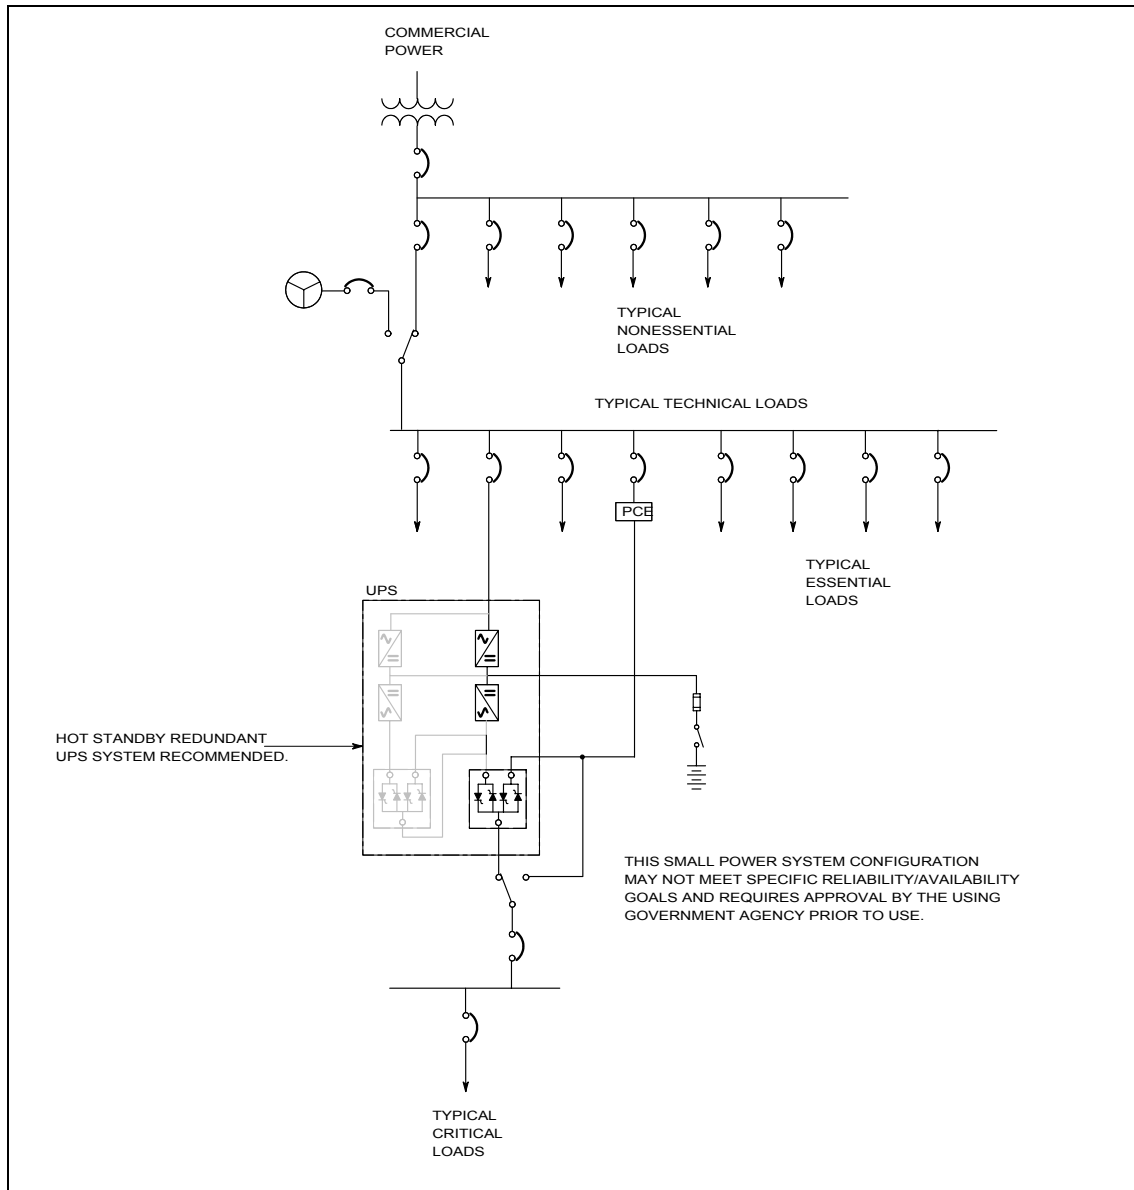 COMMERCIAL
POWER
TYPICAL
NONESSENTIAL
LOADS
TYPICAL TECHNICAL LOADS
PCE
TYPICAL
ESSENTIAL
LOADS
UPS
HOT STANDBY REDUNDANT
UPS SYSTEM RECOMMENDED.
THIS SMALL POWER SYSTEM CONFIGURATION
MAY NOT MEET SPECIFIC RELIABILITY/AVAILABILITY
GOALS AND REQUIRES APPROVAL BY THE USING
GOVERNMENT AGENCY PRIOR TO USE.
TYPICAL
CRITICAL
LOADS